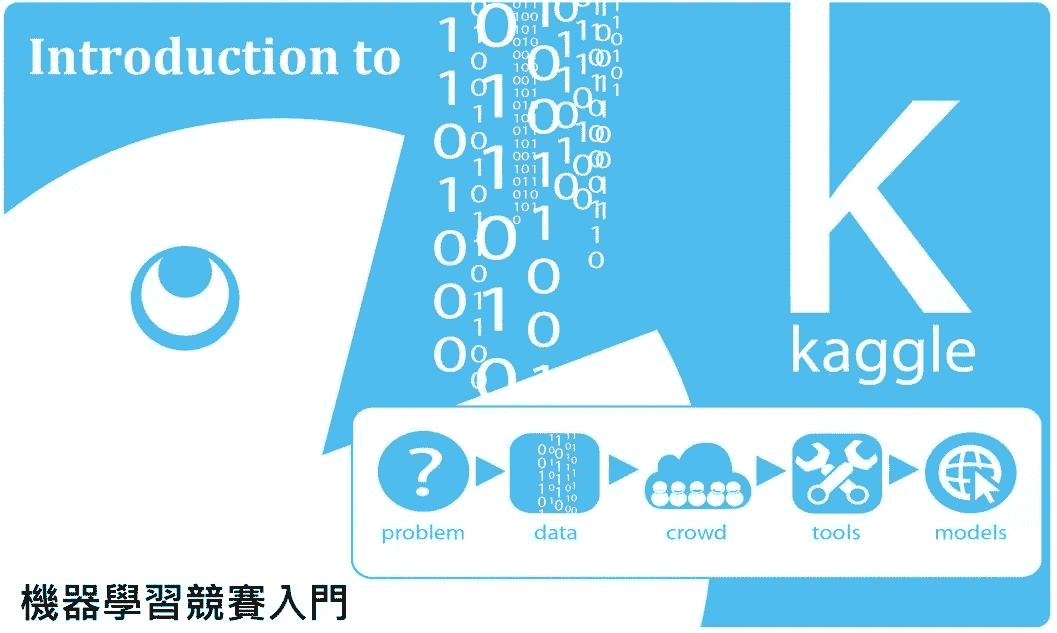 Introduction to
k
kaggle
problem
data
crowd
tools
models
機器學習競賽入門